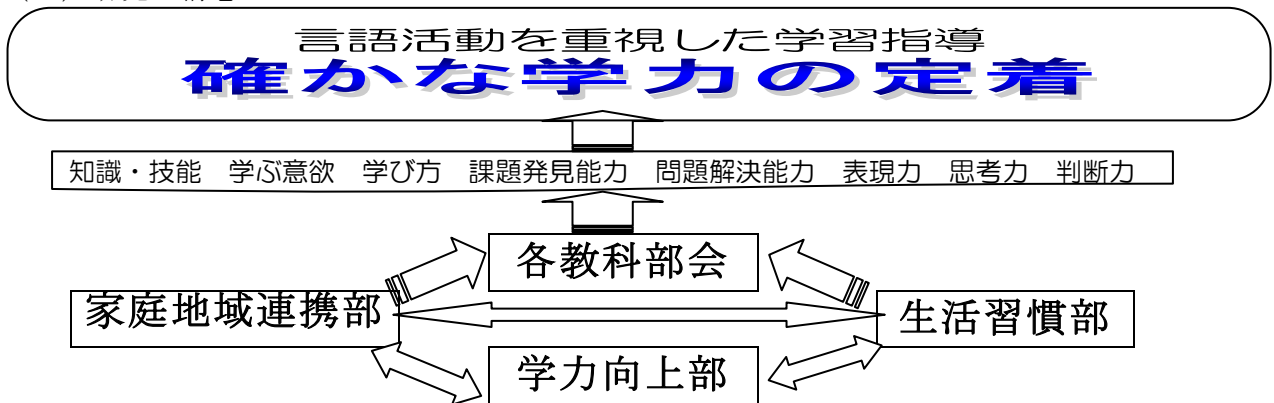 言語活動を重視した学習指導
確かな学力の定着
知識・技能 学ぶ意欲 学び方 課題発見能力 問題解決能力 表現力 思考力 判断力
各教科部会
家庭地域連携部
生活習慣部
学力向上部